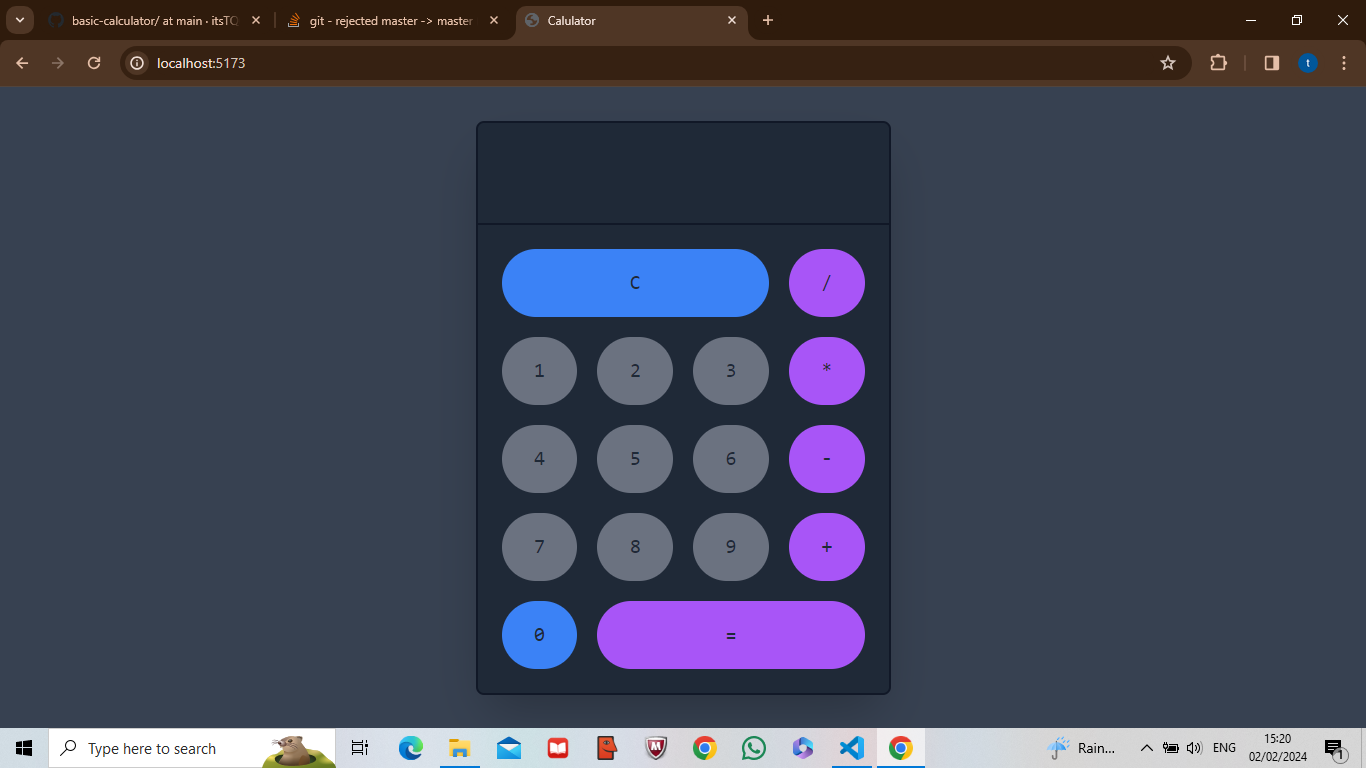 basic-calculator/ at main · itsTO
git - rejected master -> master
Calulator
localhost:5173
t
C
/
1 2 3 *
4 5 6 -
7 8 9 +
0 =
Type here to search
Rain...
ENG
15:20
02/02/2024
1